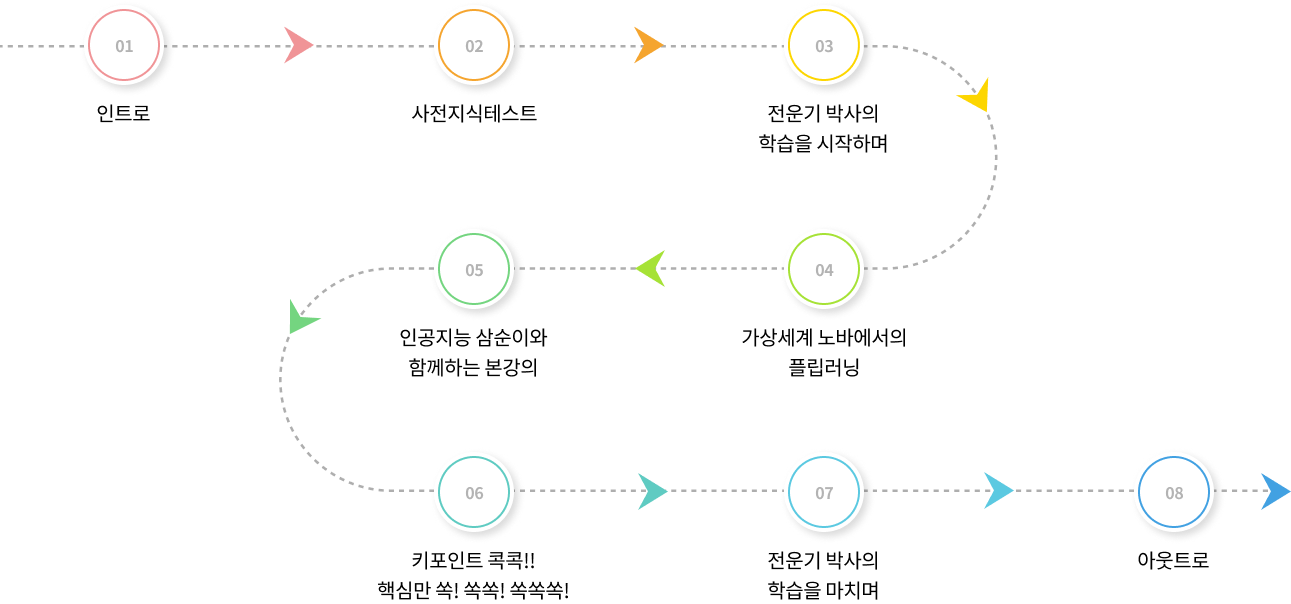 01
인트로
02
사전지식테스트
03
전운기 박사의
학습을 시작하며
04
가상세계 노바에서의
플립러닝
05
인공지능 삼순이와
함께하는 본강의
06
키포인트 콕콕!!
핵심만 쏙! 쏙쏙! 쏙쏙쏙!
07
전운기 박사의
학습을 마치며
08
아웃트로